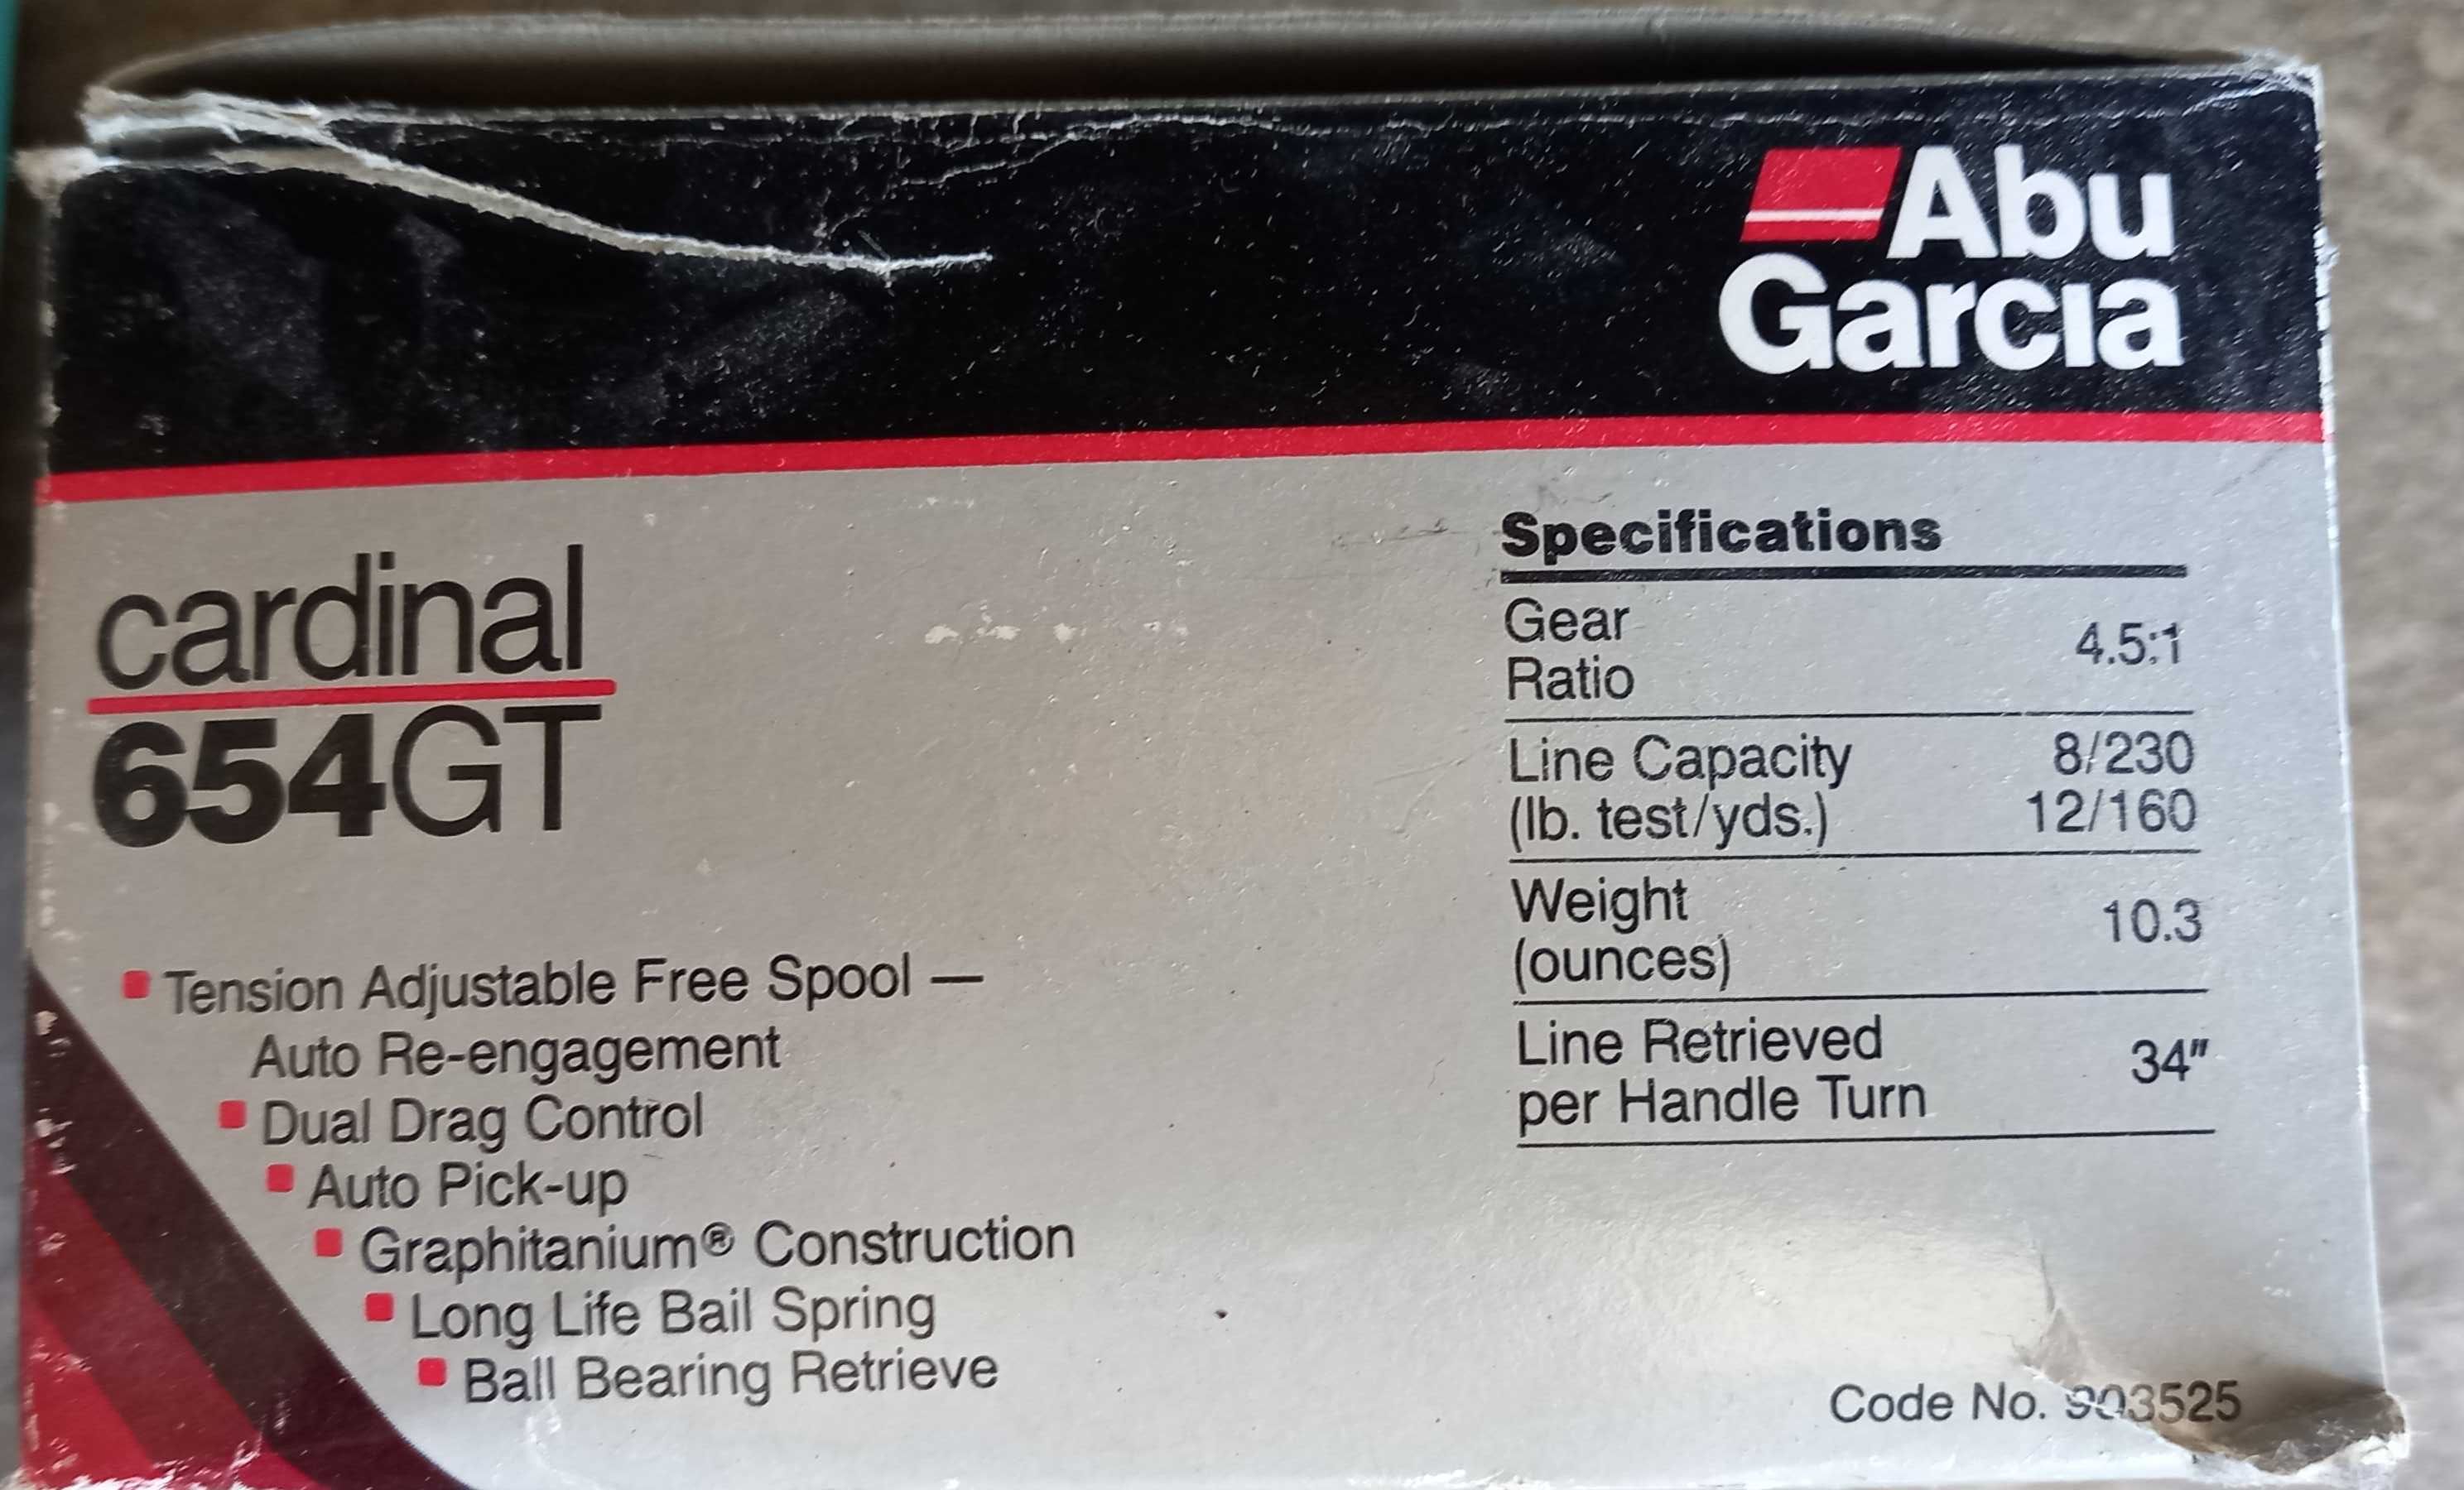 Abu
Garcia
cardinal
654GT
Tension Adjustable Free Spool —
Auto Re-engagement
Dual Drag Control
Auto Pick-up
Graphitanium® Construction
Long Life Bail Spring
Ball Bearing Retrieve
Specifications
Gear
Ratio 4.5:1
Line Capacity 8/230
(lb. test/yds.) 12/160
Weight
(ounces) 10.3
Line Retrieved
per Handle Turn 34"
Code No. 903525